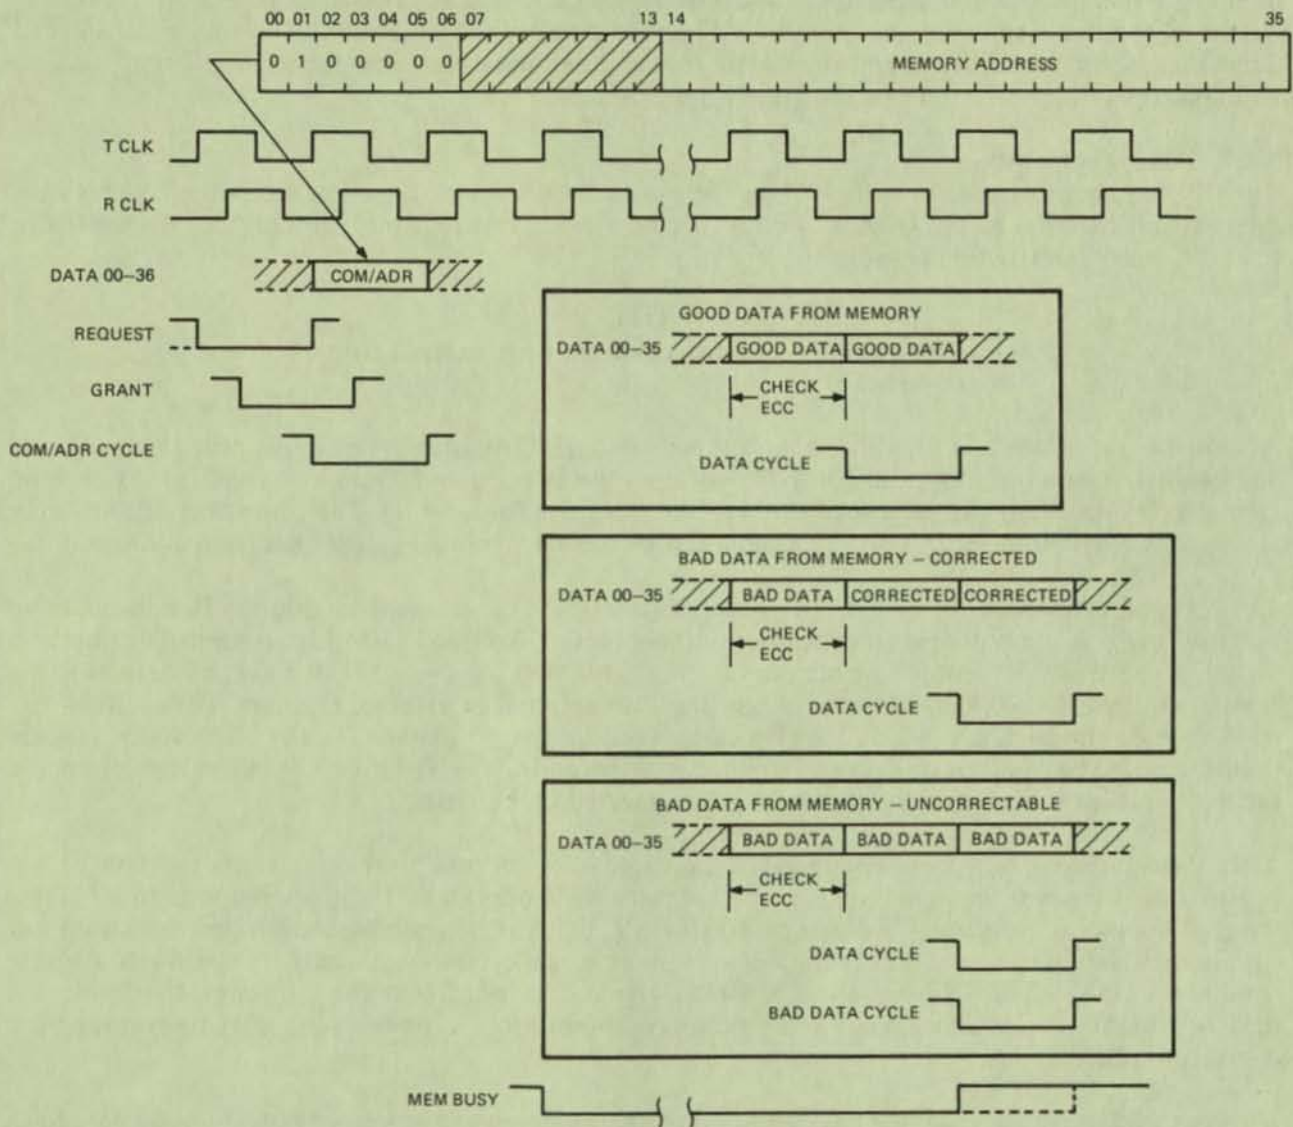 00 01 02 03 04 05 06 07 13 14 35
0 1 0 0 0 0 0 MEMORY ADDRESS
T CLK
R CLK
DATA 00–36 COM/ADR
REQUEST
GRANT
COM/ADR CYCLE
GOOD DATA FROM MEMORY
DATA 00–35 GOOD DATA GOOD DATA
CHECK
ECC
DATA CYCLE
BAD DATA FROM MEMORY – CORRECTED
DATA 00–35 BAD DATA CORRECTED CORRECTED
CHECK
ECC
DATA CYCLE
BAD DATA FROM MEMORY – UNCORRECTABLE
DATA 00–35 BAD DATA BAD DATA BAD DATA
CHECK
ECC
DATA CYCLE
BAD DATA CYCLE
MEM BUSY